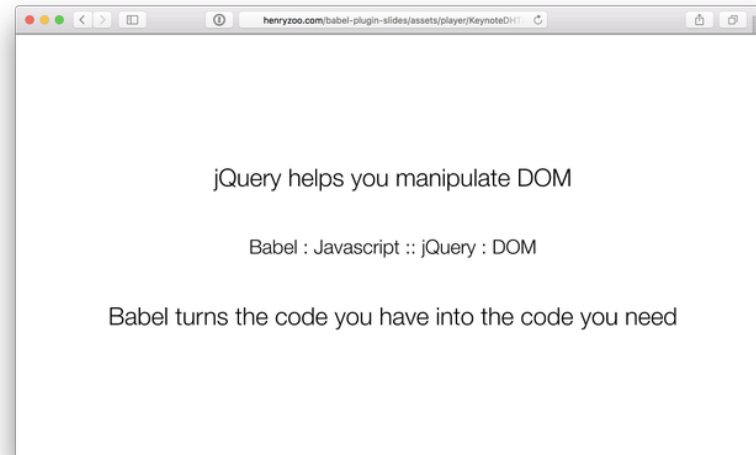 henryzoo.com/babel-plugin-slides/assets/player/KeynoteDHT
jQuery helps you manipulate DOM
Babel : Javascript :: jQuery : DOM
Babel turns the code you have into the code you need